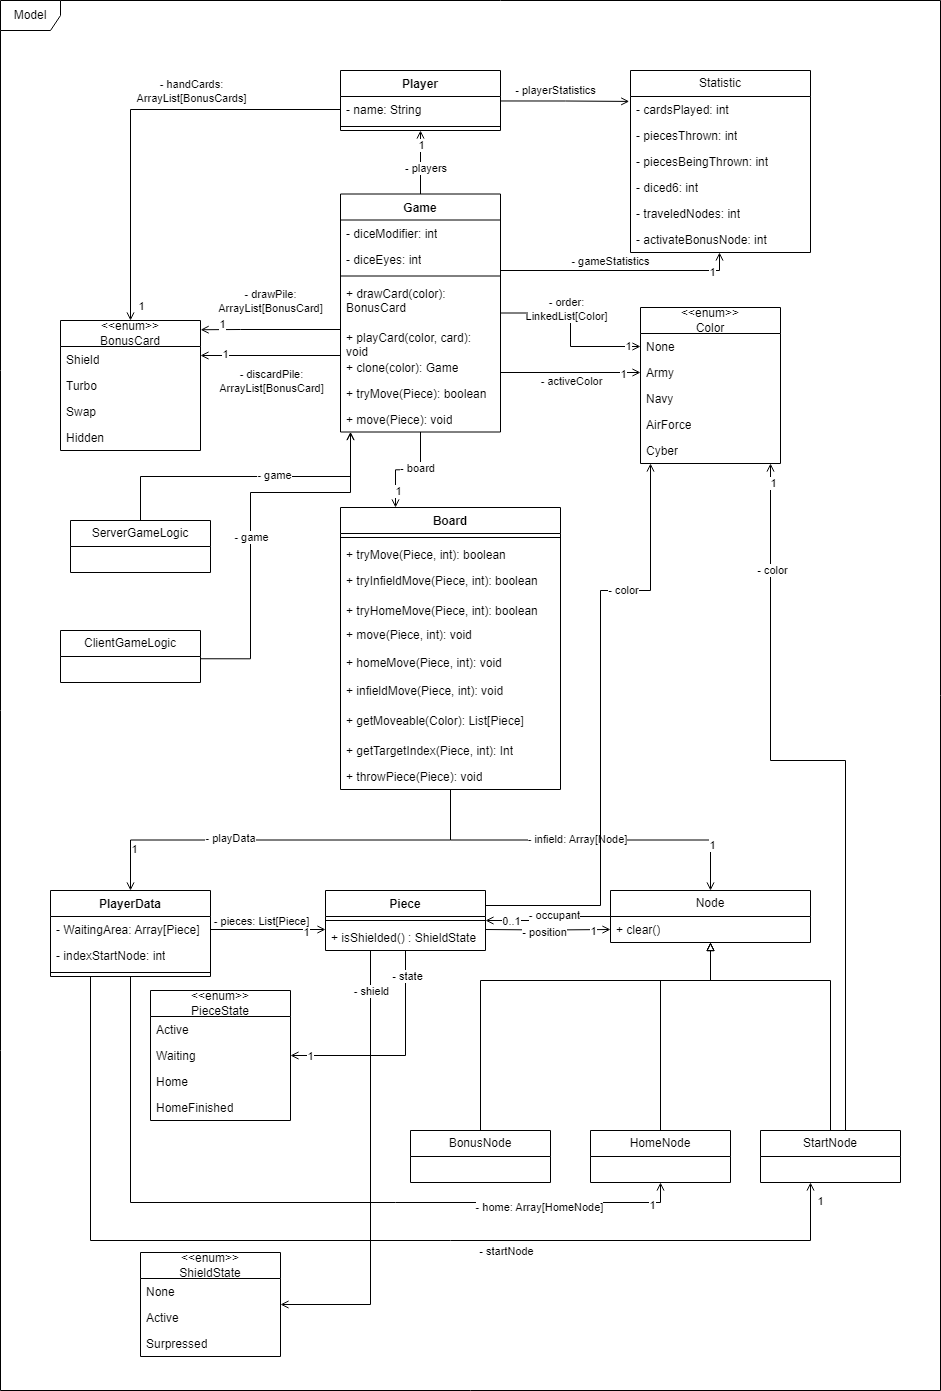 Model
Player
- name: String
- handCards:
ArrayList[BonusCards]
- playerStatistics
Statistic
- cardsPlayed: int
- piecesThrown: int
- piecesBeingThrown: int
- diced6: int
- traveledNodes: int
- activateBonusNode: int
1
- players
Game
- diceModifier: int
- diceEyes: int
+ drawCard(color):
BonusCard
+ playCard(color, card):
void
+ clone(color): Game
+ tryMove(Piece): boolean
+ move(Piece): void
- gameStatistics
1
- drawPile:
ArrayList[BonusCard]
1
1
1
- discardPile:
ArrayList[BonusCard]
- order:
LinkedList[Color]
1
1
- activeColor
<<enum>>
BonusCard
Shield
Turbo
Swap
Hidden
<<enum>>
Color
None
Army
Navy
AirForce
Cyber
- game
- game
- board
1
ServerGameLogic
ClientGameLogic
Board
+ tryMove(Piece, int): boolean
+ tryInfieldMove(Piece, int): boolean
+ tryHomeMove(Piece, int): boolean
+ move(Piece, int): void
+ homeMove(Piece, int): void
+ infieldMove(Piece, int): void
+ getMoveable(Color): List[Piece]
+ getTargetIndex(Piece, int): Int
+ throwPiece(Piece): void
1
- color
- color
- playData
1
- infield: Array[Node]
1
PlayerData
- WaitingArea: Array[Piece]
- indexStartNode: int
- pieces: List[Piece]
1
Piece
+ isShielded() : ShieldState
0..1
- occupant
- position
1
Node
+ clear()
- state
- shield
1
<<enum>>
PieceState
Active
Waiting
Home
HomeFinished
BonusNode
HomeNode
StartNode
- home: Array[HomeNode]
1
1
- startNode
<<enum>>
ShieldState
None
Active
Surpressed